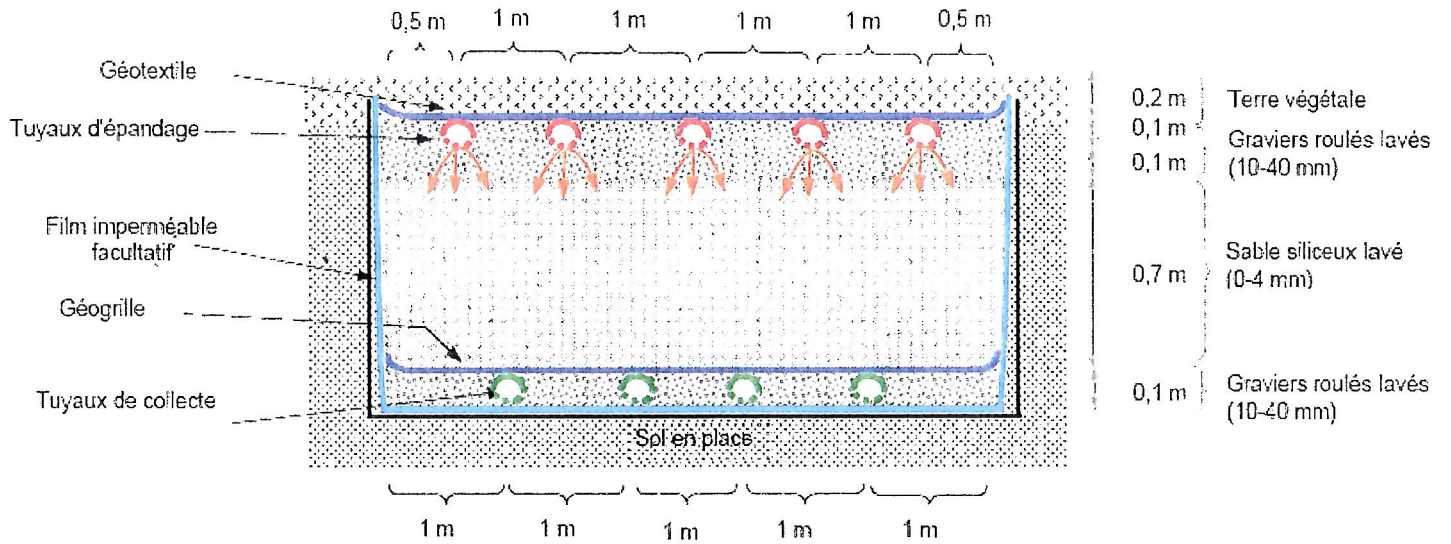 0,5 m 1 m 1 m 1 m 1 m 0,5 m
Géotextile
Tuyaux d'épandage
Film imperméable
facultatif
Géogrille
Tuyaux de collecte
0,2 m Terre végétale
0,1 m Graviers roulés lavés
0,1 m (10-40 mm)
0,7 m Sable siliceux lavé
(0-4 mm)
0,1 m Graviers roulés lavés
(10-40 mm)
Sol en place
1 m 1 m 1 m 1 m 1 m